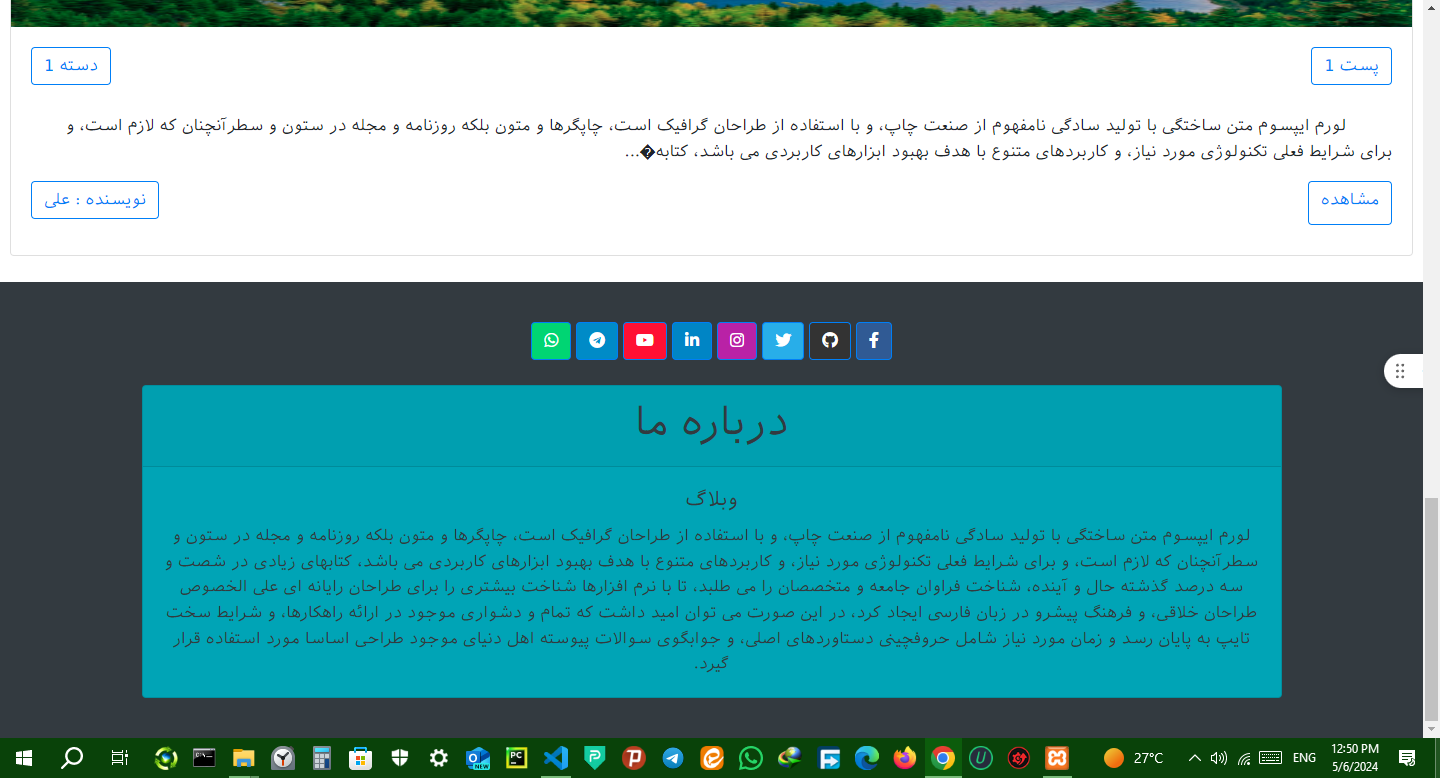 پست 1
دسته 1
لورم ایپسوم متن ساختگی با تولید سادگی نامفهوم از صنعت چاپ، و با استفاده از طراحان گرافیک است، چاپگرها و متون بلکه روزنامه و مجله در ستون و سطرآنچنان که لازم است، و
برای شرایط فعلی تکنولوژی مورد نیاز، و کاربردهای متنوع با هدف بهبود ابزارهای کاربردی می باشد، کتابه�...
مشاهده
نویسنده : علی
درباره ما
وبلاگ
لورم ایپسوم متن ساختگی با تولید سادگی نامفهوم از صنعت چاپ، و با استفاده از طراحان گرافیک است، چاپگرها و متون بلکه روزنامه و مجله در ستون و
سطرآنچنان که لازم است، و برای شرایط فعلی تکنولوژی مورد نیاز، و کاربردهای متنوع با هدف بهبود ابزارهای کاربردی می باشد، کتابهای زیادی در شصت و
سه درصد گذشته حال و آینده، شناخت فراوان جامعه و متخصصان را می طلبد، تا با نرم افزارها شناخت بیشتری را برای طراحان رایانه ای علی الخصوص
طراحان خلاقی، و فرهنگ پیشرو در زبان فارسی ایجاد کرد، در این صورت می توان امید داشت که تمام و دشواری موجود در ارائه راهکارها، و شرایط سخت
تایپ به پایان رسد و زمان مورد نیاز شامل حروفچینی دستاوردهای اصلی، و جوابگوی سوالات پیوسته اهل دنیای موجود طراحی اساسا مورد استفاده قرار
گیرد.
27°C
ENG
12:50 PM
5/6/2024